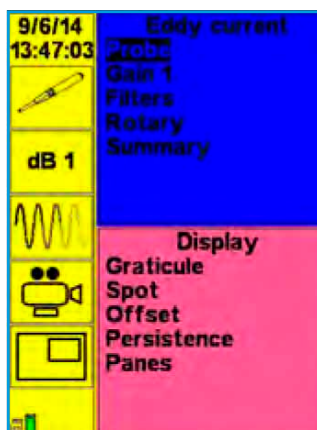 9/6/14
13:47:03
dB 1
Eddy current
Probe
Gain 1
Filters
Rotary
Summary
Display
Graticule
Spot
Offset
Persistence
Panes